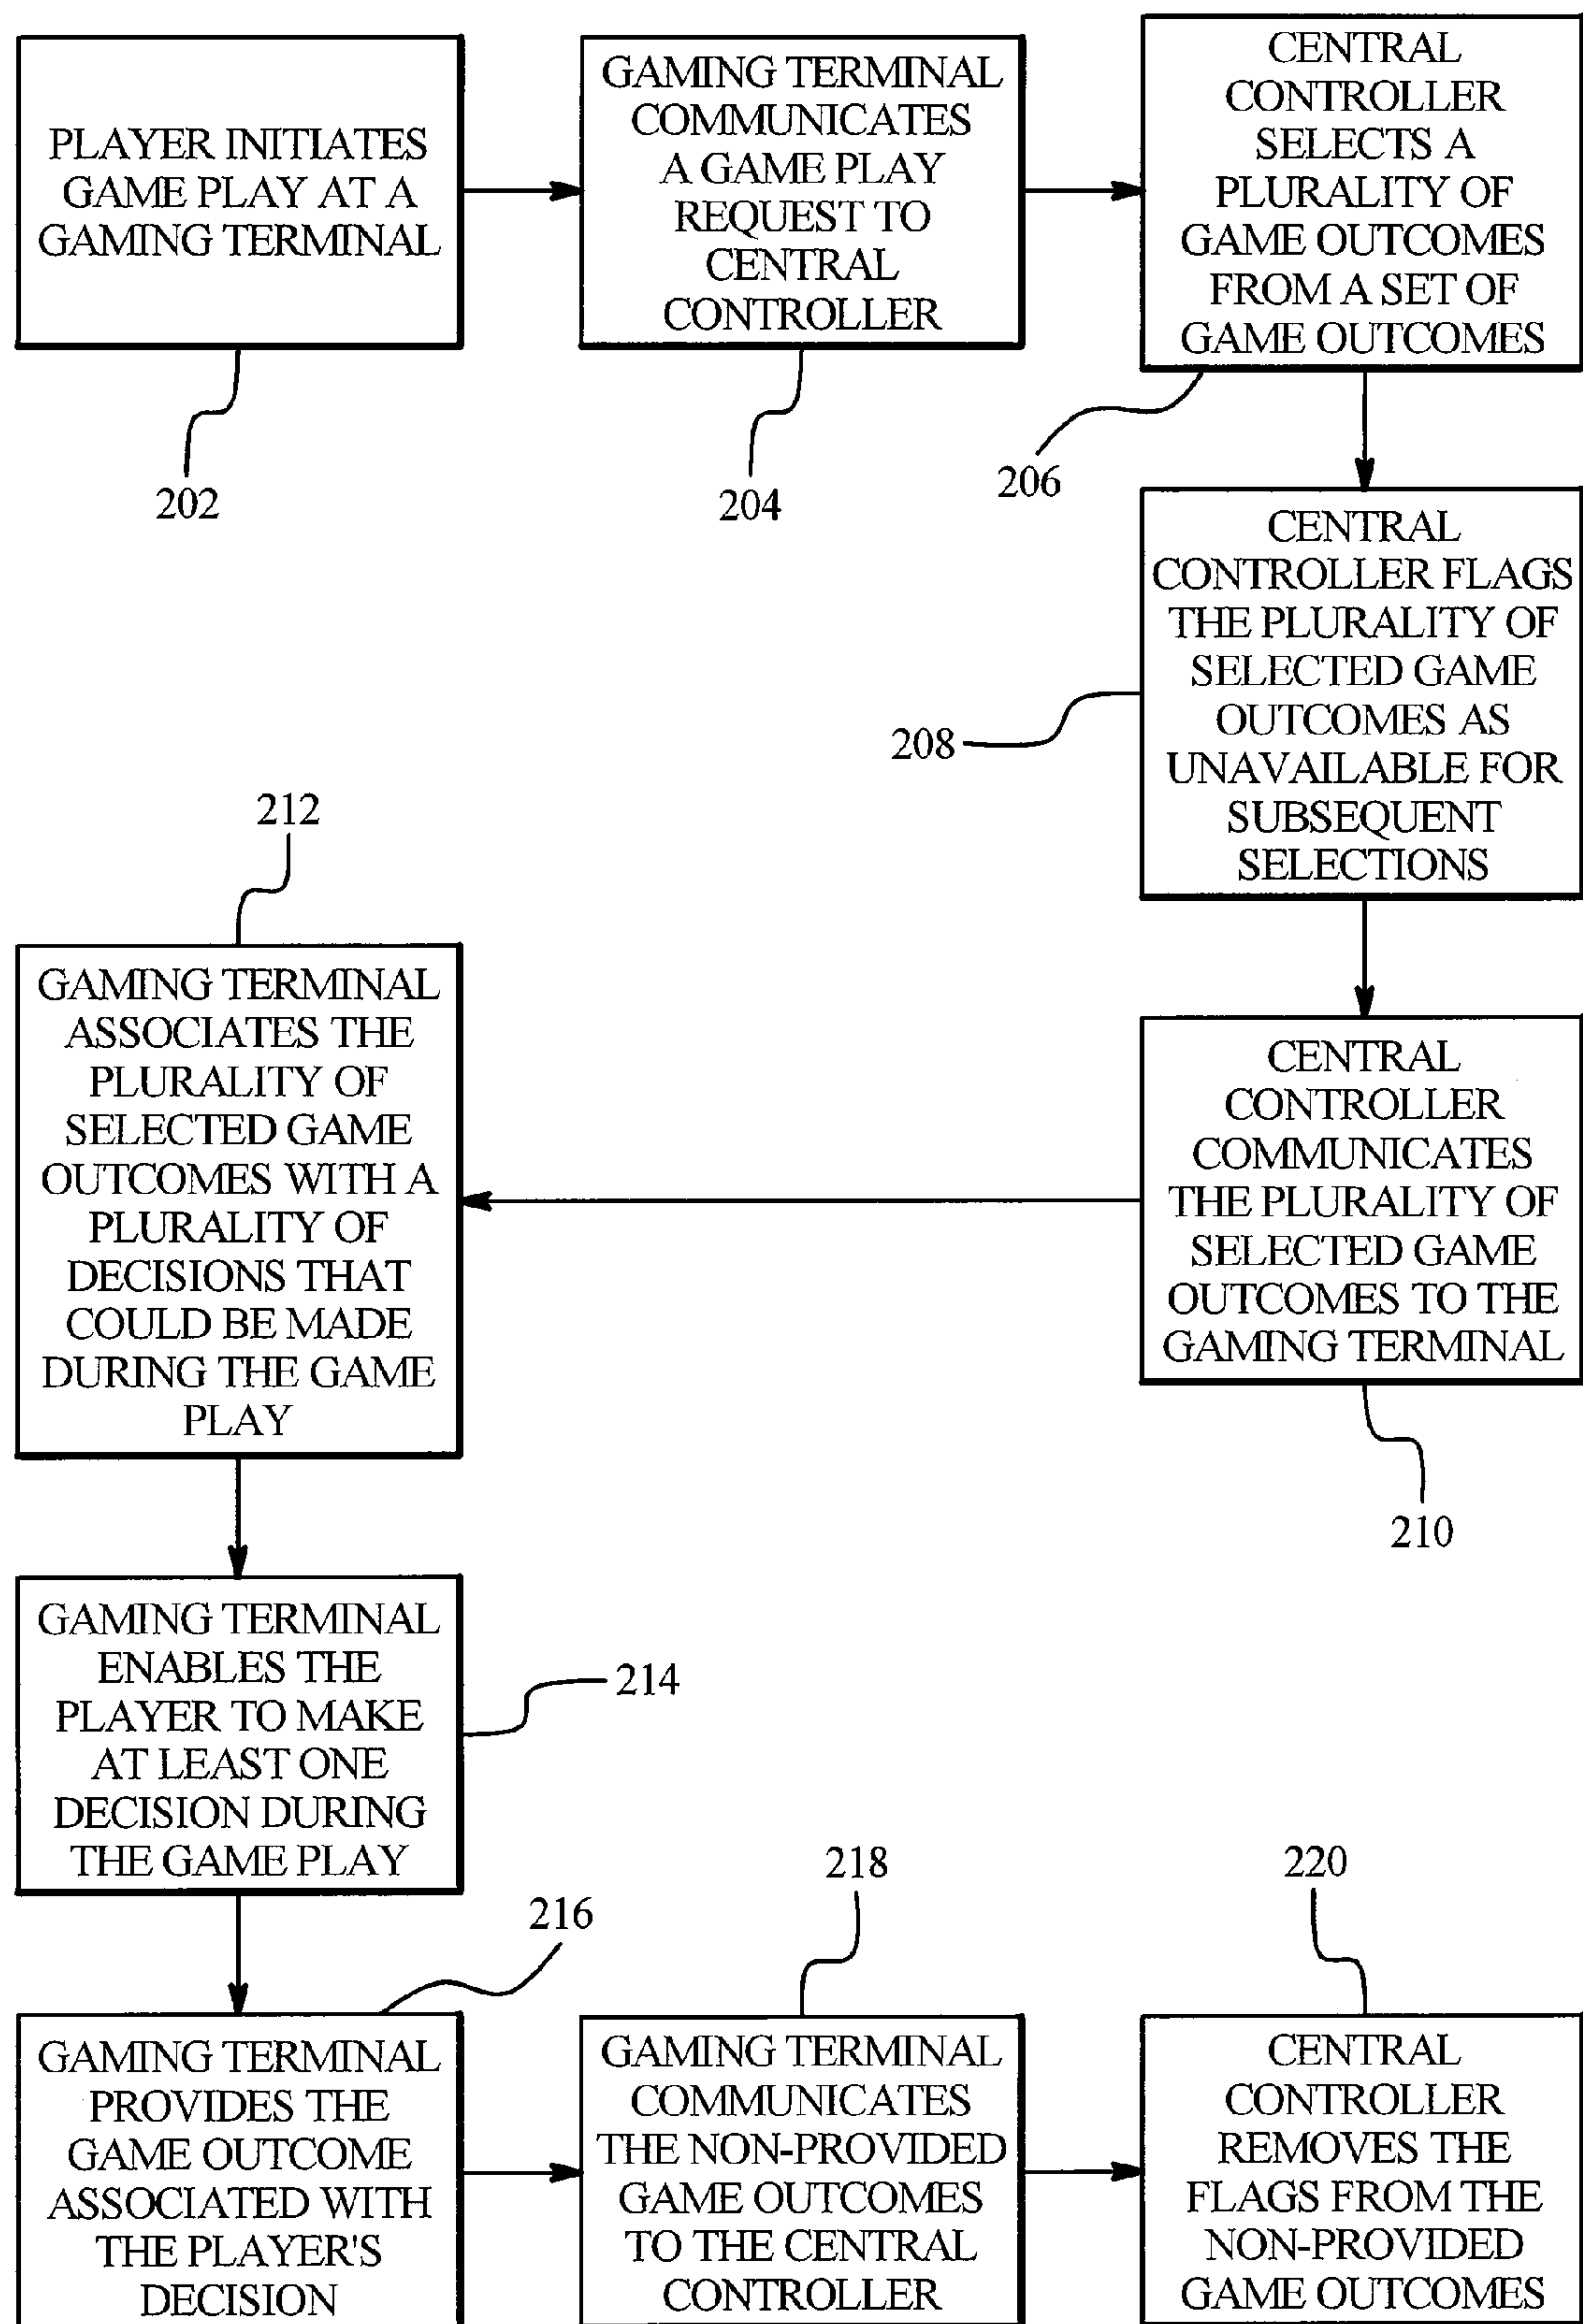 PLAYER INITIATES
GAME PLAY AT A
GAMING TERMINAL
202
GAMING TERMINAL
COMMUNICATES
A GAME PLAY
REQUEST TO
CENTRAL
CONTROLLER
204
CENTRAL
CONTROLLER
SELECTS A
PLURALITY OF
GAME OUTCOMES
FROM A SET OF
GAME OUTCOMES
206
CENTRAL
CONTROLLER FLAGS
THE PLURALITY OF
SELECTED GAME
OUTCOMES AS
UNAVAILABLE FOR
SUBSEQUENT
SELECTIONS
208
CENTRAL
CONTROLLER
COMMUNICATES
THE PLURALITY OF
SELECTED GAME
OUTCOMES TO THE
GAMING TERMINAL
210
212
GAMING TERMINAL
ASSOCIATES THE
PLURALITY OF
SELECTED GAME
OUTCOMES WITH A
PLURALITY OF
DECISIONS THAT
COULD BE MADE
DURING THE GAME
PLAY
GAMING TERMINAL
ENABLES THE
PLAYER TO MAKE
AT LEAST ONE
DECISION DURING
THE GAME PLAY
214
216
GAMING TERMINAL
PROVIDES THE
GAME OUTCOME
ASSOCIATED WITH
THE PLAYER'S
DECISION
218
GAMING TERMINAL
COMMUNICATES
THE NON-PROVIDED
GAME OUTCOMES
TO THE CENTRAL
CONTROLLER
220
CENTRAL
CONTROLLER
REMOVES THE
FLAGS FROM THE
NON-PROVIDED
GAME OUTCOMES